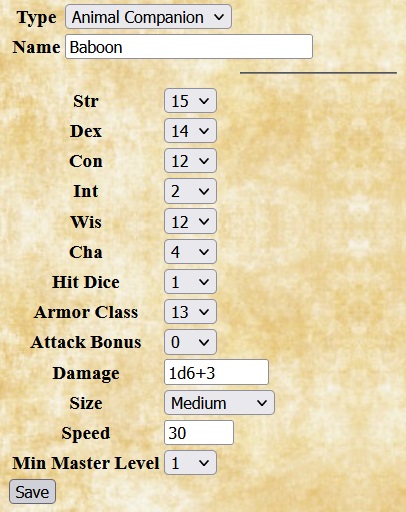 Type Animal Companion
Name Baboon
Str 15
Dex 14
Con 12
Int 2
Wis 12
Cha 4
Hit Dice 1
Armor Class 13
Attack Bonus 0
Damage 1d6+3
Size Medium
Speed 30
Min Master Level 1
Save